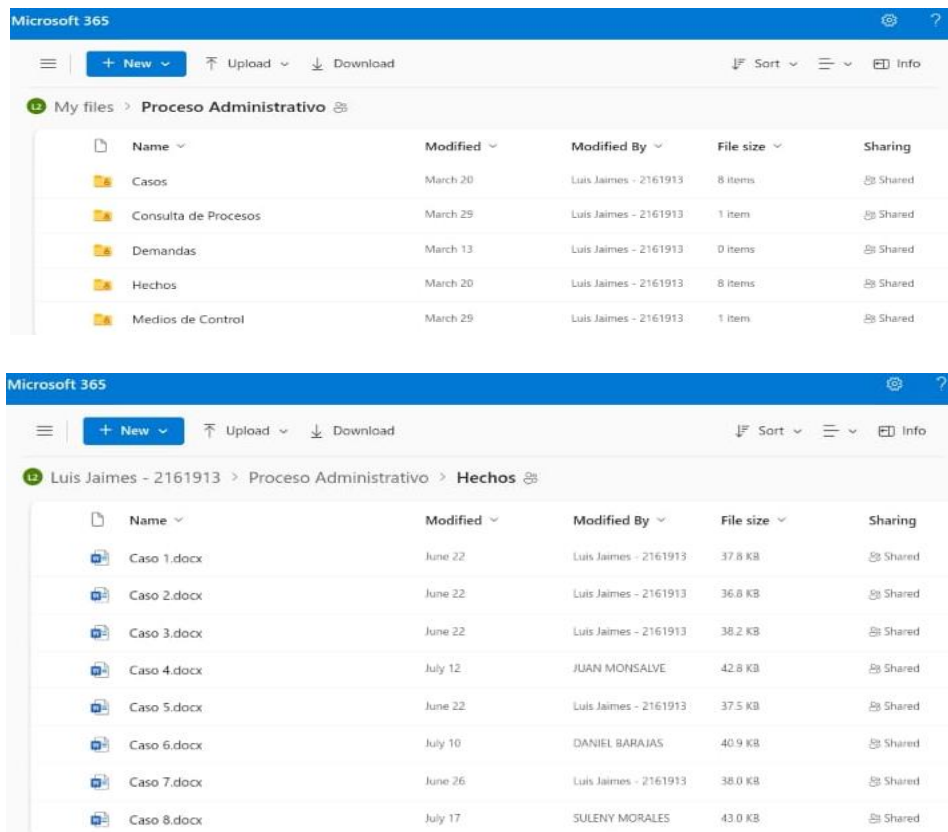 Microsoft 365 ?
+ New Upload Download Sort Info
L2 My files > Proceso Administrativo
Name Modified Modified By File size Sharing
Casos March 20 Luis Jaimes - 2161913 8 items Shared
Consulta de Procesos March 29 Luis Jaimes - 2161913 1 item Shared
Demandas March 13 Luis Jaimes - 2161913 0 items Shared
Hechos March 20 Luis Jaimes - 2161913 8 items Shared
Medios de Control March 29 Luis Jaimes - 2161913 1 item Shared
Microsoft 365 ?
+ New Upload Download Sort Info
L2 Luis Jaimes - 2161913 > Proceso Administrativo > Hechos
Name Modified Modified By File size Sharing
Caso 1.docx June 22 Luis Jaimes - 2161913 37.8 KB Shared
Caso 2.docx June 22 Luis Jaimes - 2161913 36.8 KB Shared
Caso 3.docx June 22 Luis Jaimes - 2161913 38.2 KB Shared
Caso 4.docx July 12 JUAN MONSALVE 42.8 KB Shared
Caso 5.docx June 22 Luis Jaimes - 2161913 37.5 KB Shared
Caso 6.docx July 10 DANIEL BARAJAS 40.9 KB Shared
Caso 7.docx June 26 Luis Jaimes - 2161913 38.0 KB Shared
Caso 8.docx July 17 SULENY MORALES 43.0 KB Shared